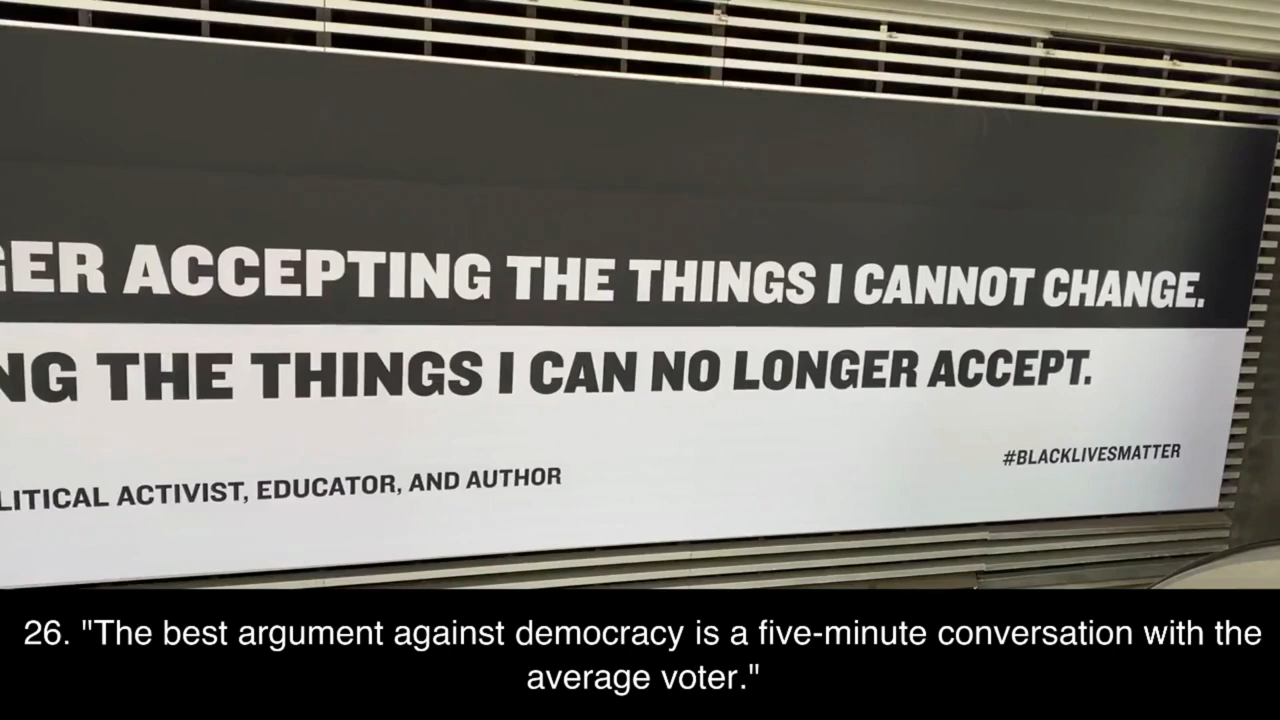 GER ACCEPTING THE THINGS I CANNOT CHANGE.
NG THE THINGS I CAN NO LONGER ACCEPT.
LITICAL ACTIVIST, EDUCATOR, AND AUTHOR
#BLACKLIVESMATTER
26. "The best argument against democracy is a five-minute conversation with the
average voter."